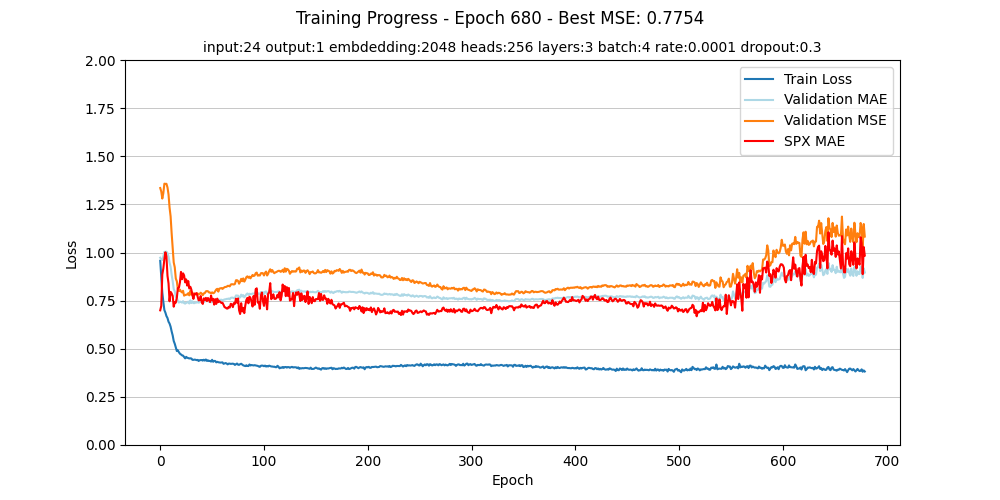 Training Progress - Epoch 680 - Best MSE: 0.7754
input:24 output:1 embdedding:2048 heads:256 layers:3 batch:4 rate:0.0001 dropout:0.3
Train Loss
Validation MAE
Validation MSE
SPX MAE
Loss
2.00
1.75
1.50
1.25
1.00
0.75
0.50
0.25
0.00
0 100 200 300 400 500 600 700
Epoch